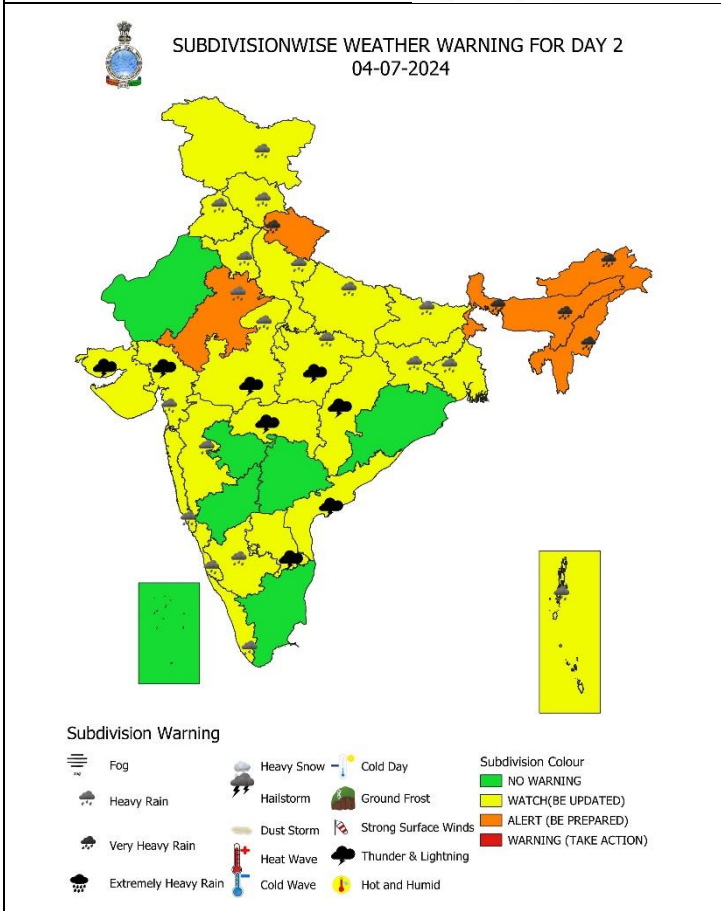 SUBDIVISIONWISE WEATHER WARNING FOR DAY 2
04-07-2024
Subdivision Warning
Fog
Heavy Rain
Very Heavy Rain
Extremely Heavy Rain
Heavy Snow
Hailstorm
Dust Storm
Heat Wave
Cold Wave
Cold Day
Ground Frost
Strong Surface Winds
Thunder & Lightning
Hot and Humid
Subdivision Colour
NO WARNING
WATCH(BE UPDATED)
ALERT (BE PREPARED)
WARNING (TAKE ACTION)